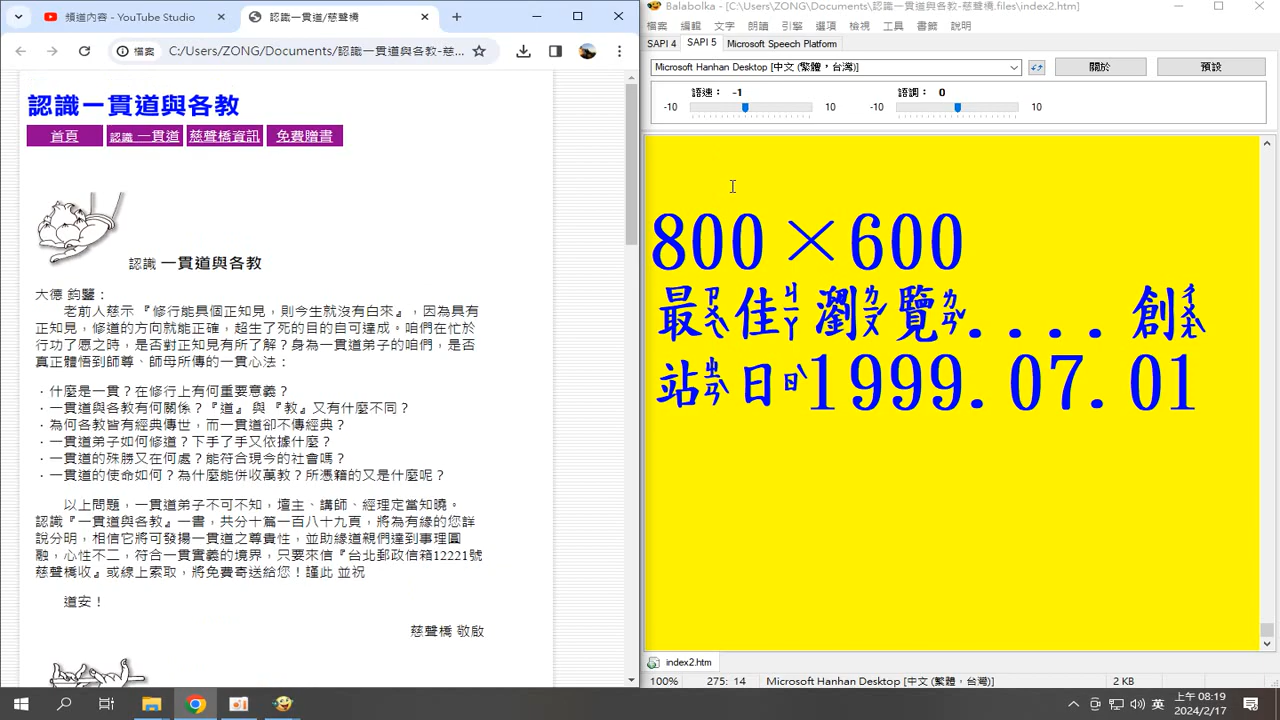 頻道內容 - YouTube Studio
認識一貫道/慈聲橋
檔案
C:/Users/ZONG/Documents/認識一貫道與各教-慈...
認識一貫道與各教
首頁
認識 一貫道
慈聲橋資訊
免費贈書
認識 一貫道與各教
大德 鈞鑒：
老前人慈示『修行能具個正知見，則今生就沒有白來』，因為具有
正知見，修道的方向就能正確，超生了死的目的自可達成。咱們在忙於
行功了愿之時，是否對正知見有所了解？身為一貫道弟子的咱們，是否
真正體悟到師尊、師母所傳的一貫心法：
．什麼是一貫？在修行上有何重要意義？
．一貫道與各教有何關係？『道』 與 『教』又有什麼不同？
．為何各教皆有經典傳世，而一貫道卻不傳經典？
．一貫道弟子如何修道？下手了手又依據什麼？
．一貫道的殊勝又在何處？能符合現今的社會嗎？
．一貫道的使命如何？為什麼能併收萬教？所憑藉的又是什麼呢？
以上問題，一貫道弟子不可不知，壇主、講師、經理定當知曉。
認識『一貫道與各教』一書，共分十篇一百八十九頁，將為有緣的您詳
說分明，相信它將可發揚一貫道之尊貴性，並助緣道親們達到事理圓
融，心性不二，符合一貫實義的境界，只要來信『台北郵政信箱12221號
慈聲橋收』或線上索取，將免費寄送給您！謹此 並祝
道安！
慈聲橋 敬啟
Balabolka - [C:\Users\ZONG\Documents\認識一貫道與各教-慈聲橋.files\index2.htm]
檔案 編輯 文字 朗讀 引擎 選項 檢視 工具 書籤 說明
SAPI 4 SAPI 5 Microsoft Speech Platform
Microsoft Hanhan Desktop [中文 (繁體，台灣)]
關於
預設
語速： -1
語調： 0
-10 10 -10 10
800×600
最佳瀏覽....創
站日1999.07.01
index2.htm
100% 275: 14 Microsoft Hanhan Desktop [中文 (繁體，台灣)] 2 KB
英
上午 08:19
2024/2/17